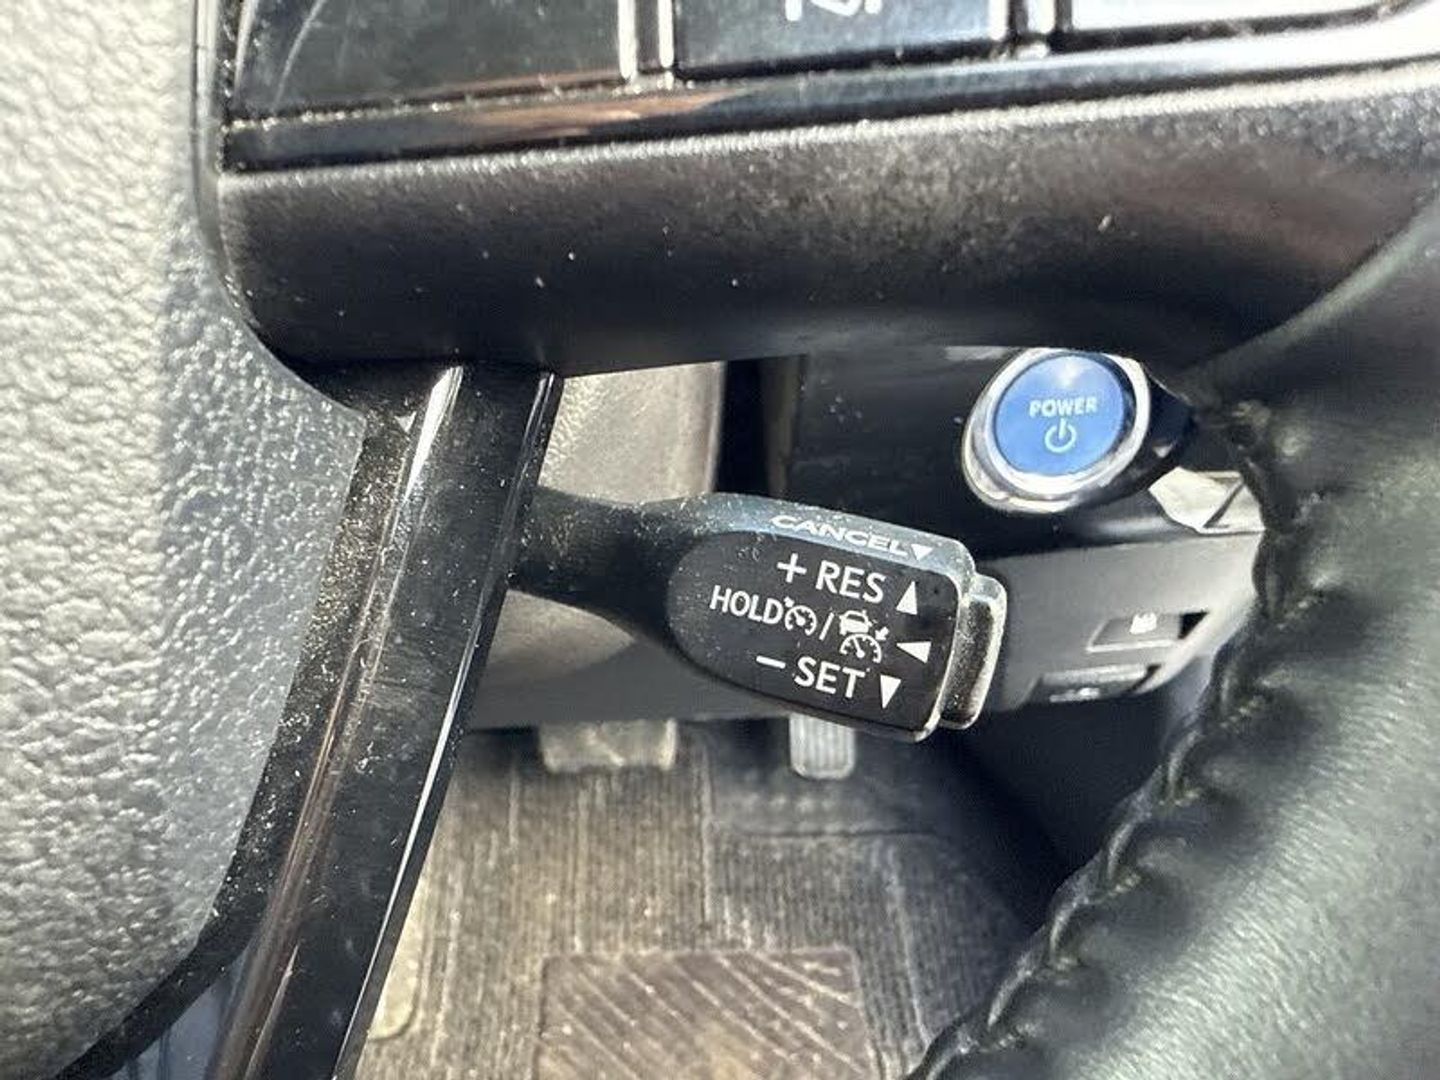 POWER
CANCEL▼
+ RES ▲
HOLD / ◀
− SET ▼